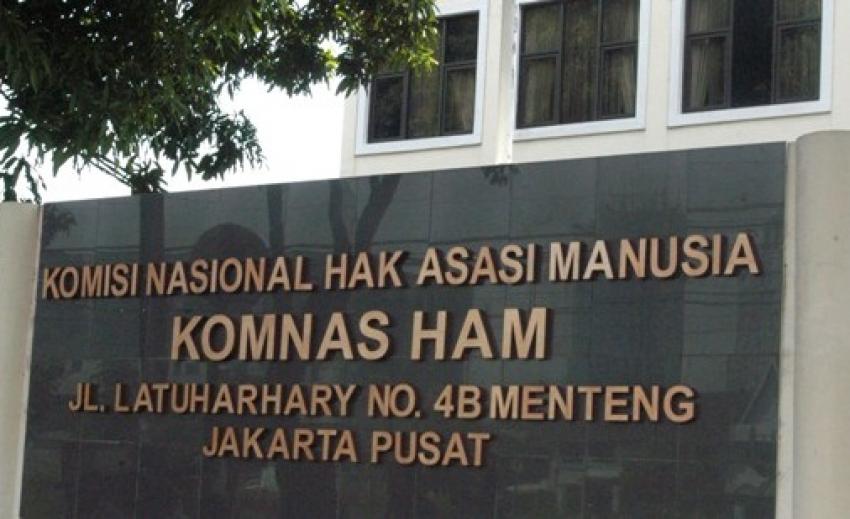 KOMISI NASIONAL HAK ASASI MANUSIA
KOMNAS HAM
JL. LATUHARHARY NO. 4B MENTENG
JAKARTA PUSAT